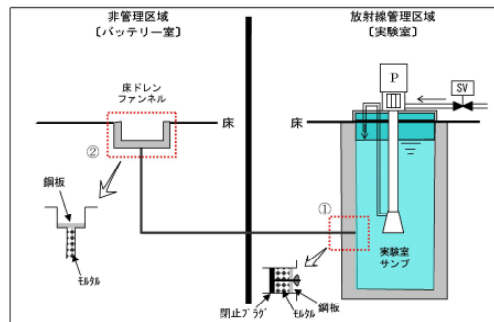 非管理区域
〔バッテリー室〕
放射線管理区域
〔実験室〕
P
SV
床ドレン
ファンネル
床
床
②
①
鋼板
モルタル
実験室
サンプ
閉止プラグ
モルタル
鋼板